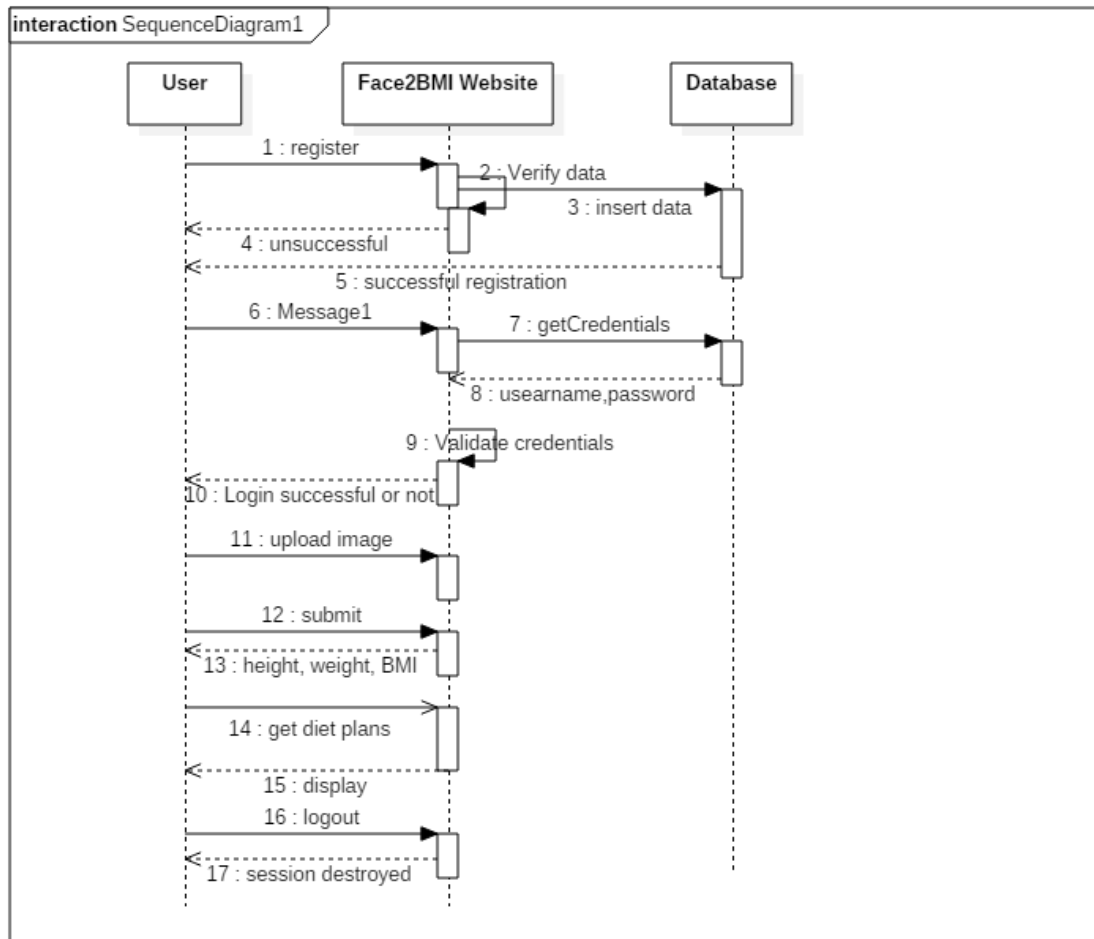 interaction SequenceDiagram1
User
Face2BMI Website
Database
1 : register
2 : Verify data
3 : insert data
4 : unsuccessful
5 : successful registration
6 : Message1
7 : getCredentials
8 : usearname,password
9 : Validate credentials
10 : Login successful or not
11 : upload image
12 : submit
13 : height, weight, BMI
14 : get diet plans
15 : display
16 : logout
17 : session destroyed